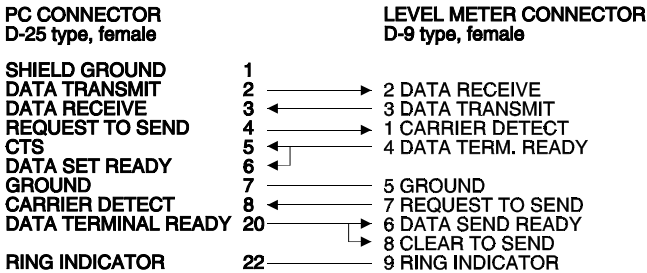 PC CONNECTOR
D-25 type, female
LEVEL METER CONNECTOR
D-9 type, female
SHIELD GROUND 1
DATA TRANSMIT 2 2 DATA RECEIVE
DATA RECEIVE 3 3 DATA TRANSMIT
REQUEST TO SEND 4 1 CARRIER DETECT
CTS 5 4 DATA TERM. READY
DATA SET READY 6
GROUND 7 5 GROUND
CARRIER DETECT 8 7 REQUEST TO SEND
DATA TERMINAL READY 20 6 DATA SEND READY
8 CLEAR TO SEND
RING INDICATOR 22 9 RING INDICATOR